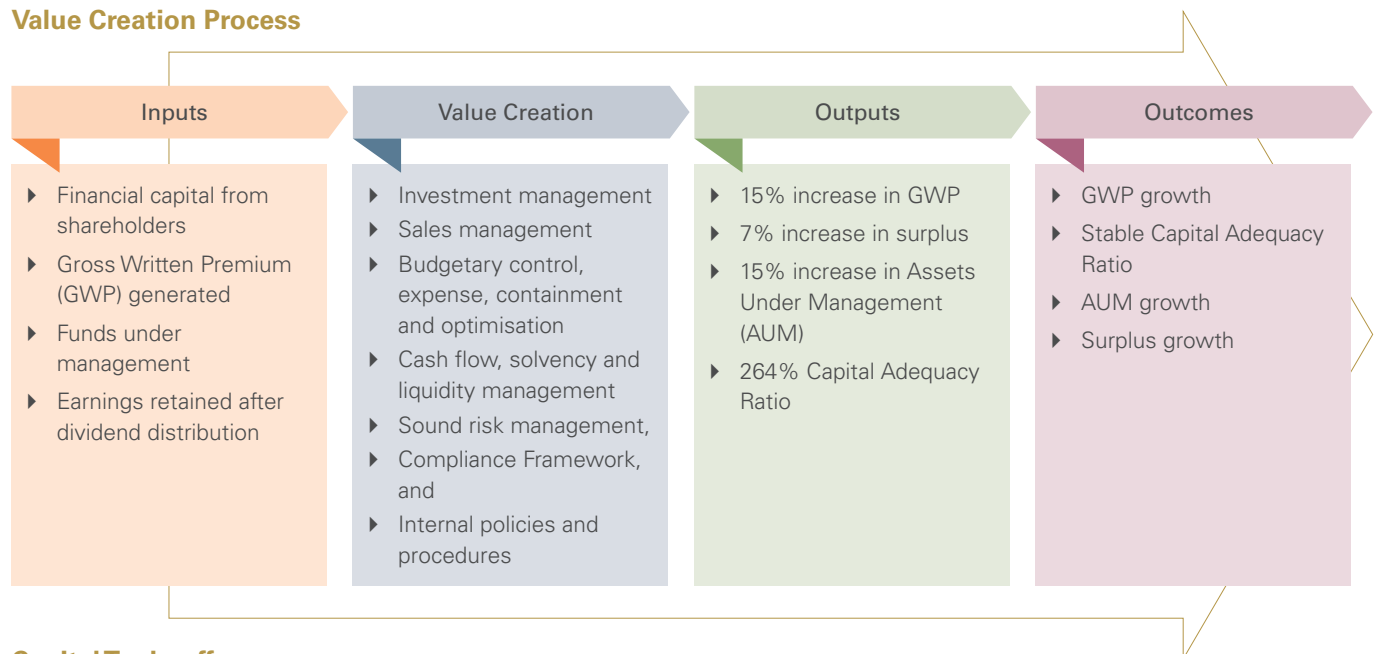 Value Creation Process
Inputs
Financial capital from
shareholders
Gross Written Premium
(GWP) generated
Funds under
management
Earnings retained after
dividend distribution
Value Creation
Investment management
Sales management
Budgetary control,
expense, containment
and optimisation
Cash flow, solvency and
liquidity management
Sound risk management,
Compliance Framework,
and
Internal policies and
procedures
Outputs
15% increase in GWP
7% increase in surplus
15% increase in Assets
Under Management
(AUM)
264% Capital Adequacy
Ratio
Outcomes
GWP growth
Stable Capital Adequacy
Ratio
AUM growth
Surplus growth